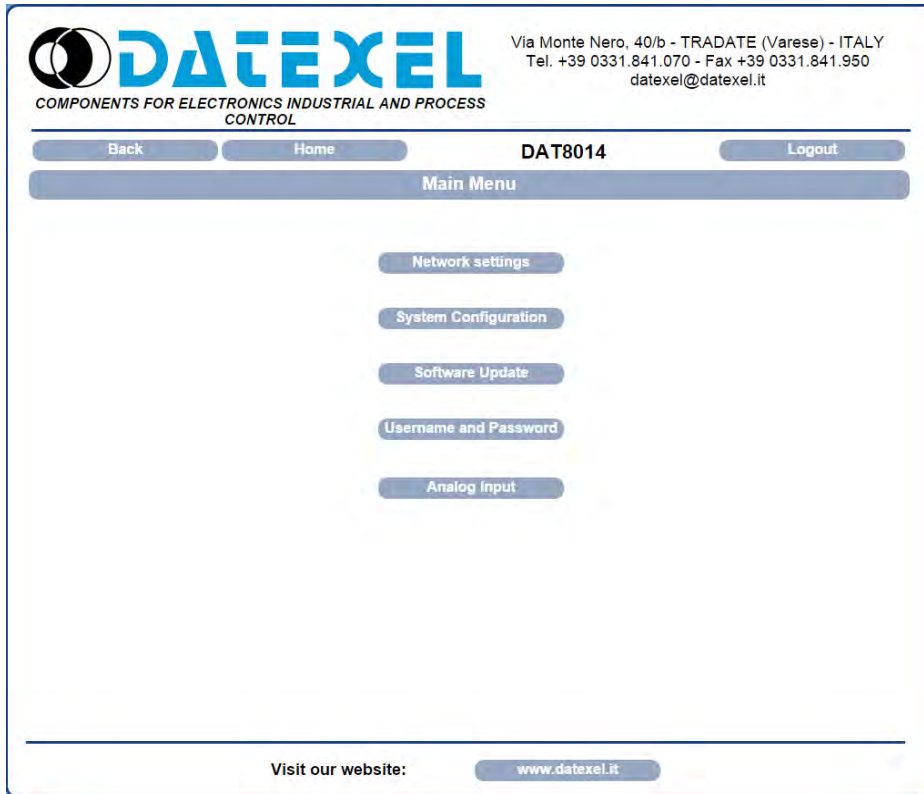 DATEXEL
COMPONENTS FOR ELECTRONICS INDUSTRIAL AND PROCESS
CONTROL
Via Monte Nero, 40/b - TRADATE (Varese) - ITALY
Tel. +39 0331.841.070 - Fax +39 0331.841.950
datexel@datexel.it
Back Home DAT8014 Logout
Main Menu
Network settings
System Configuration
Software Update
Username and Password
Analog Input
Visit our website: www.datexel.it